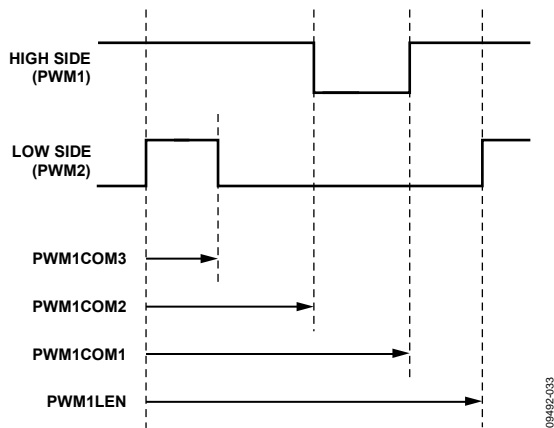 HIGH SIDE
(PWM1)
LOW SIDE
(PWM2)
PWM1COM3
PWM1COM2
PWM1COM1
PWM1LEN
09492-033